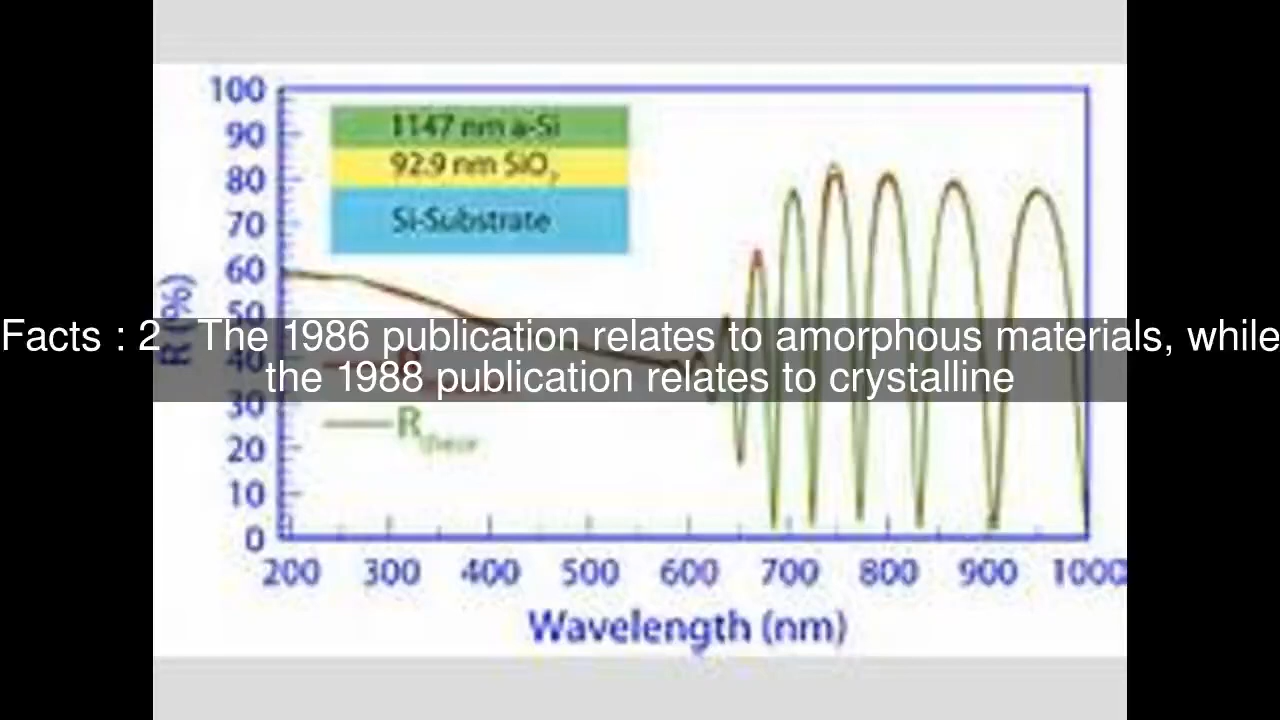 100
90
80
70
60
50
40
30
20
10
0
1147 nm a-Si
92.9 nm SiO₂
Si-Substrate
R (%)
Facts : 2 The 1986 publication relates to amorphous materials, while
the 1988 publication relates to crystalline
R
200 300 400 500 600 700 800 900 1000
Wavelength (nm)